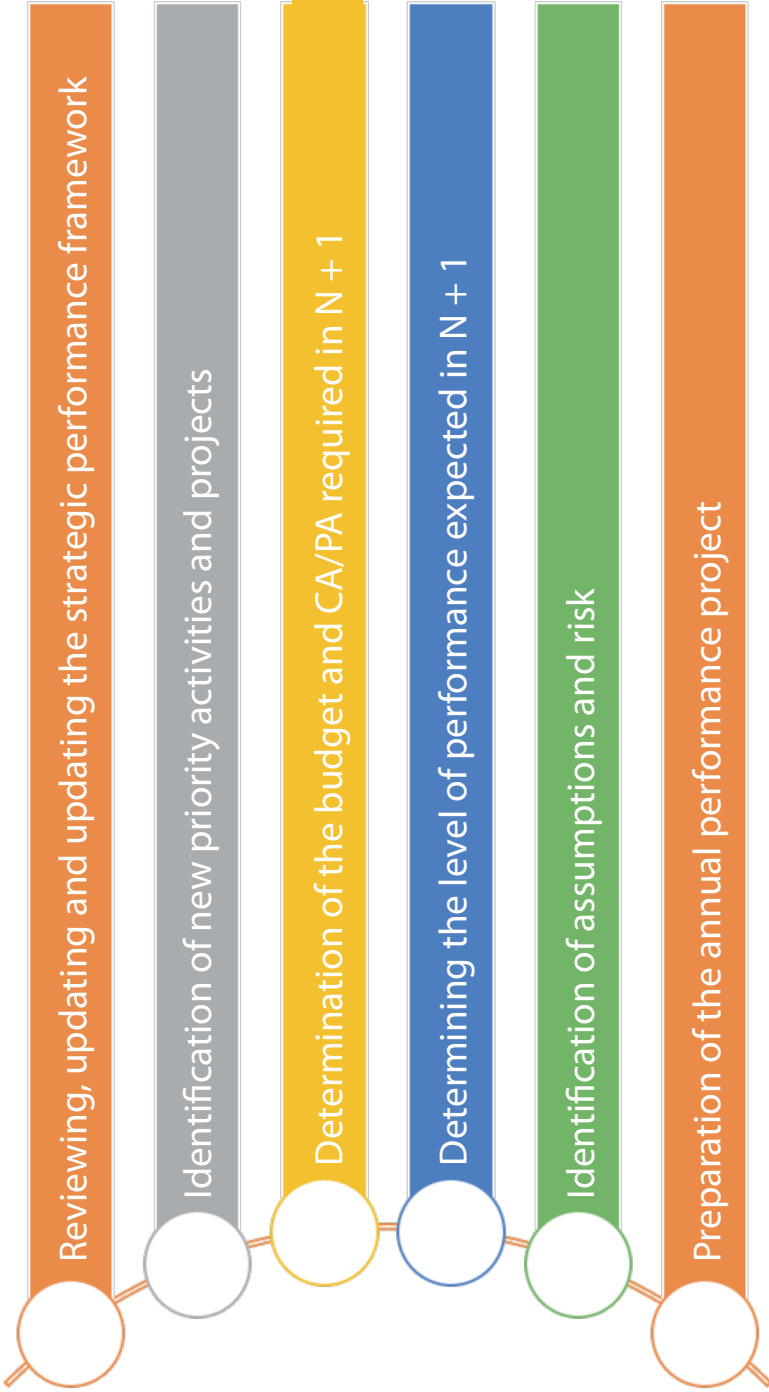 Reviewing, updating and updating the strategic performance framework
Identification of new priority activities and projects
Determination of the budget and CA/PA required in N + 1
Determining the level of performance expected in N + 1
Identification of assumptions and risk
Preparation of the annual performance project